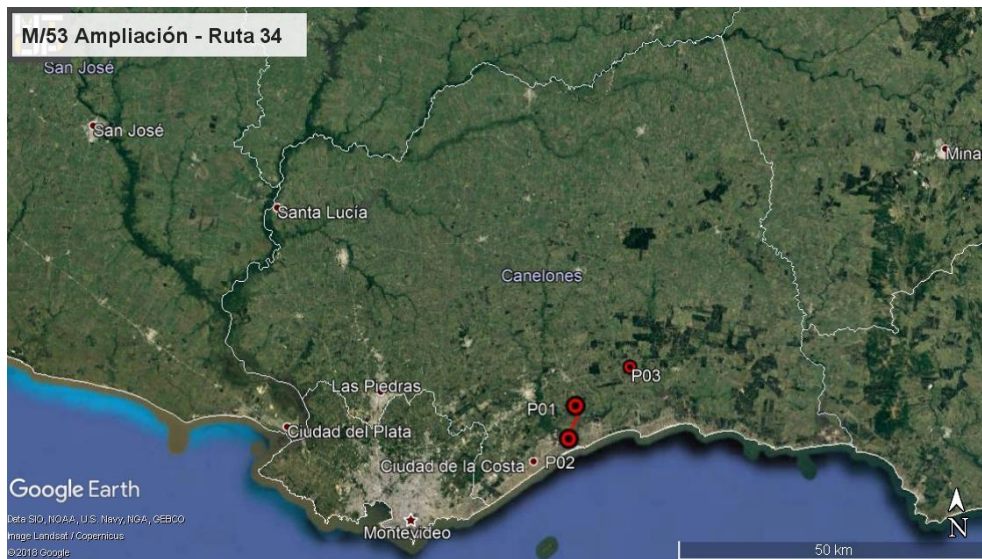 M/53 Ampliación - Ruta 34
San José
San José
Mina
Santa Lucía
Canelones
P03
Las Piedras
P01
Ciudad del Plata
Ciudad de la Costa
P02
Google Earth
Data SIO, NOAA, U.S. Navy, NGA, GEBCO
Image Landsat / Copernicus
©2018 Google
Montevideo
N
50 km